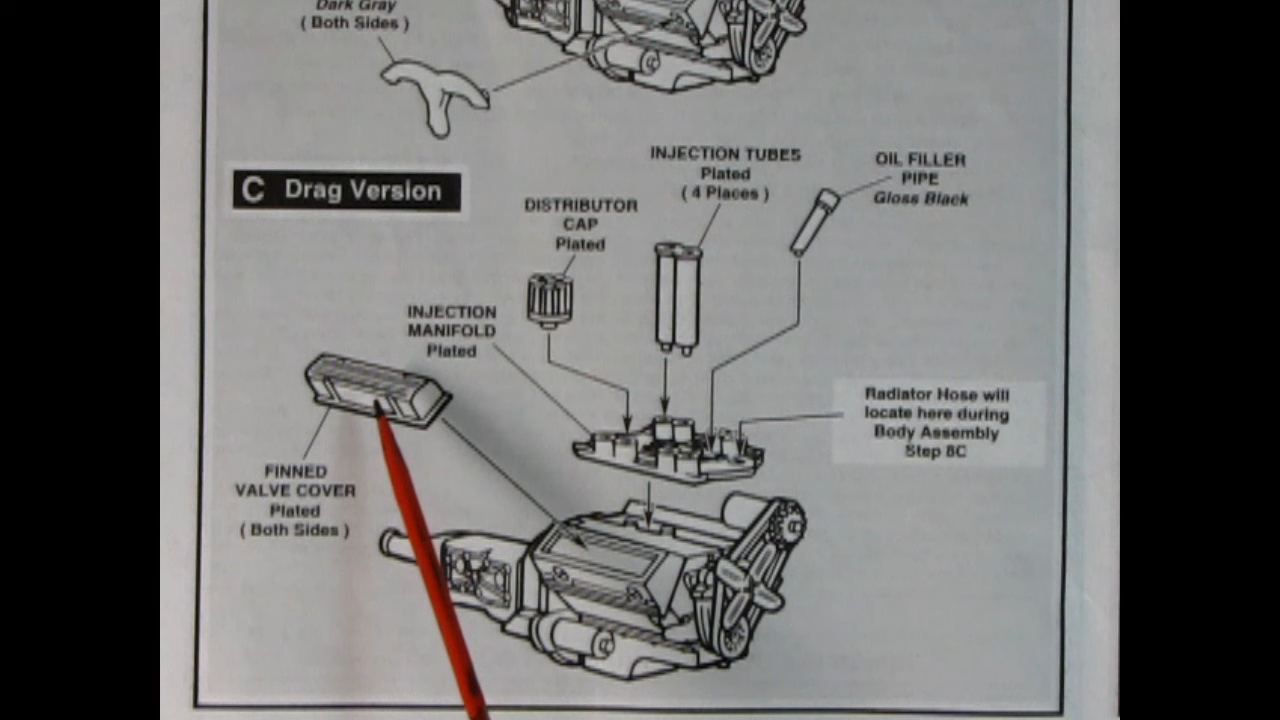 Dark Gray
( Both Sides )
C Drag Version
INJECTION TUBES
Plated
( 4 Places )
OIL FILLER
PIPE
Gloss Black
DISTRIBUTOR
CAP
Plated
INJECTION
MANIFOLD
Plated
Radiator Hose will
locate here during
Body Assembly
Step 8C
FINNED
VALVE COVER
Plated
( Both Sides )